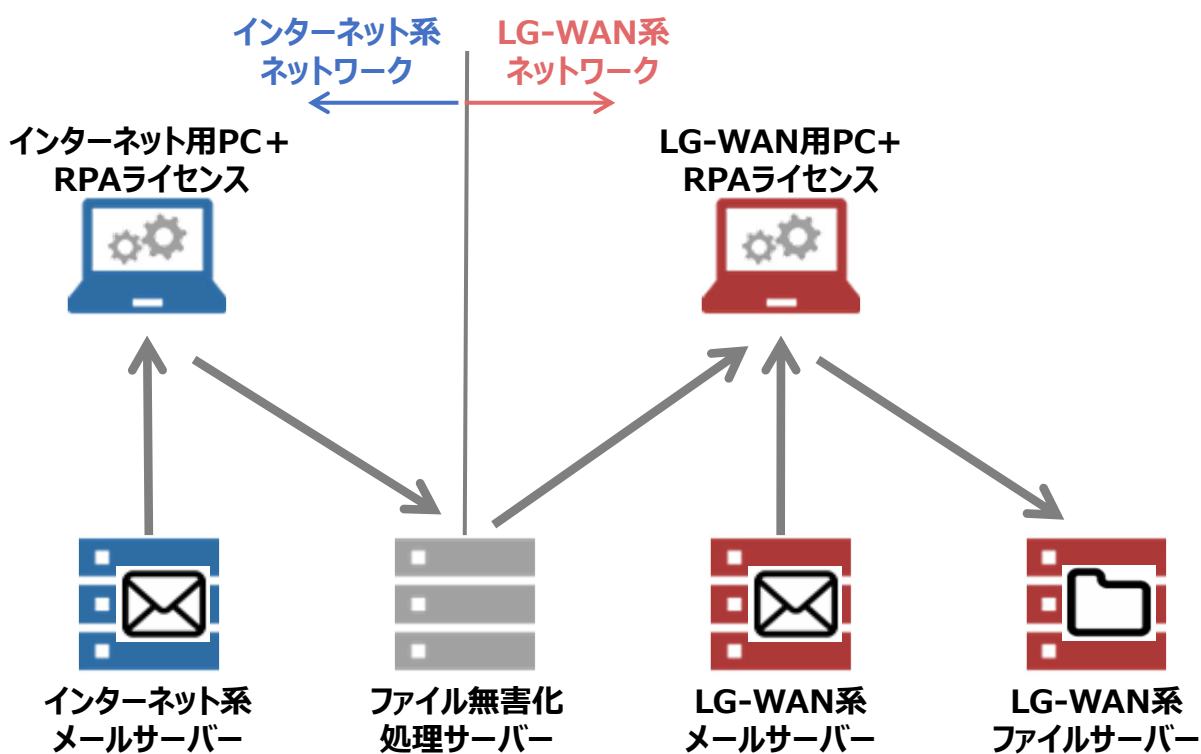 インターネット系
ネットワーク
LG-WAN系
ネットワーク
インターネット用PC+
RPAライセンス
LG-WAN用PC+
RPAライセンス
インターネット系
メールサーバー
ファイル無害化
処理サーバー
LG-WAN系
メールサーバー
LG-WAN系
ファイルサーバー